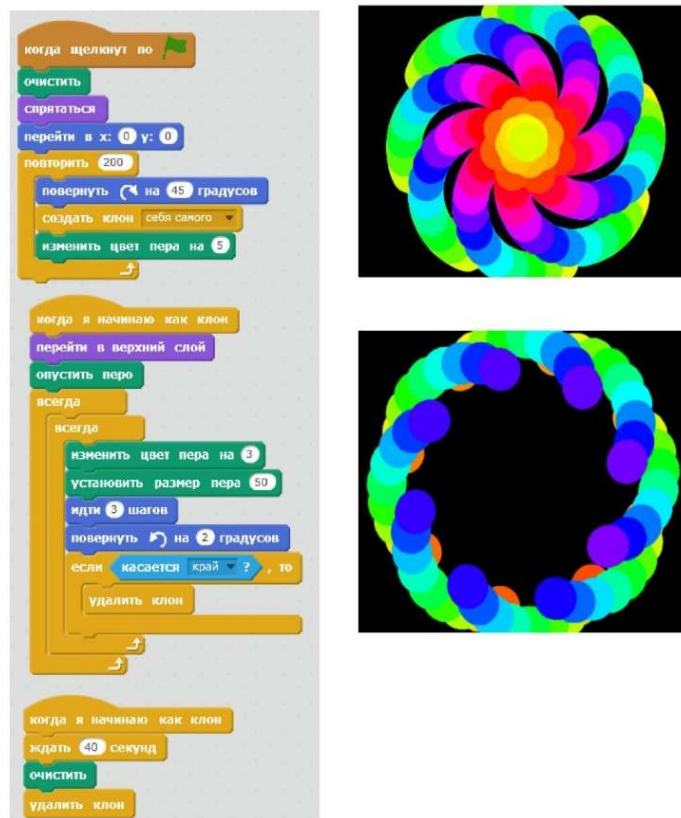 когда щелкнут по
очистить
спрятаться
перейти в x: 0 y: 0
повторить 200
повернуть на 45 градусов
создать клон себя самого
изменить цвет пера на 5
когда я начинаю как клон
перейти в верхний слой
опустить перо
всегда
всегда
изменить цвет пера на 3
установить размер пера 50
идти 3 шагов
повернуть на 2 градусов
если касается край ? , то
удалить клон
когда я начинаю как клон
ждать 40 секунд
очистить
удалить клон